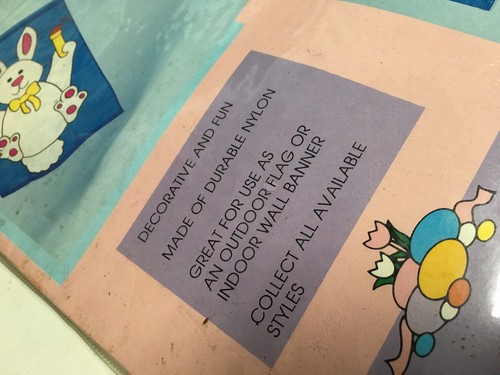 DECORATIVE AND FUN
MADE OF DURABLE NYLON
GREAT FOR USE AS
AN OUTDOOR FLAG OR
INDOOR WALL BANNER
COLLECT ALL AVAILABLE
STYLES